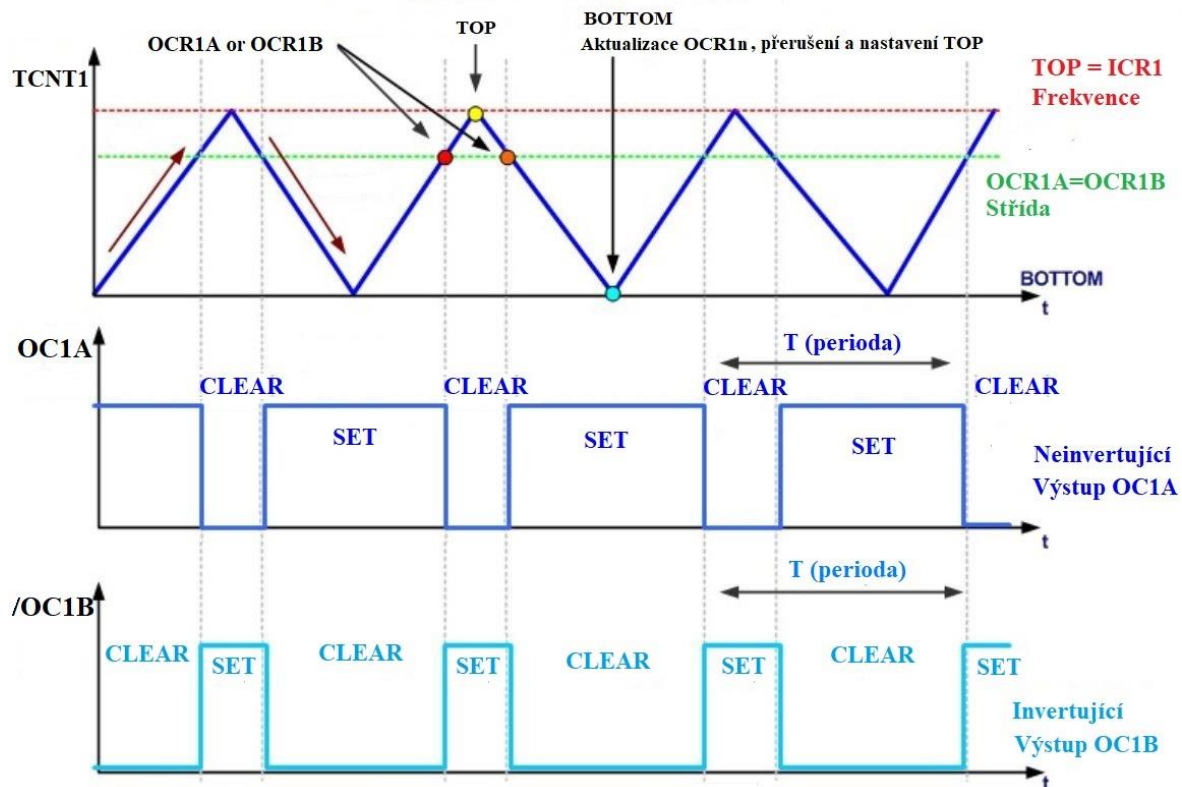 BOTTOM
TOP
OCR1A or OCR1B
Aktualizace OCR1n , přerušení a nastavení TOP
TCNT1
TOP = ICR1
Frekvence
OCR1A=OCR1B
Střída
BOTTOM
t
OC1A
T (perioda)
CLEAR
CLEAR
CLEAR
CLEAR
SET
SET
SET
Neinvertující
Výstup OC1A
t
T (perioda)
/OC1B
CLEAR
SET
CLEAR
SET
CLEAR
SET
CLEAR
SET
Invertující
Výstup OC1B
t